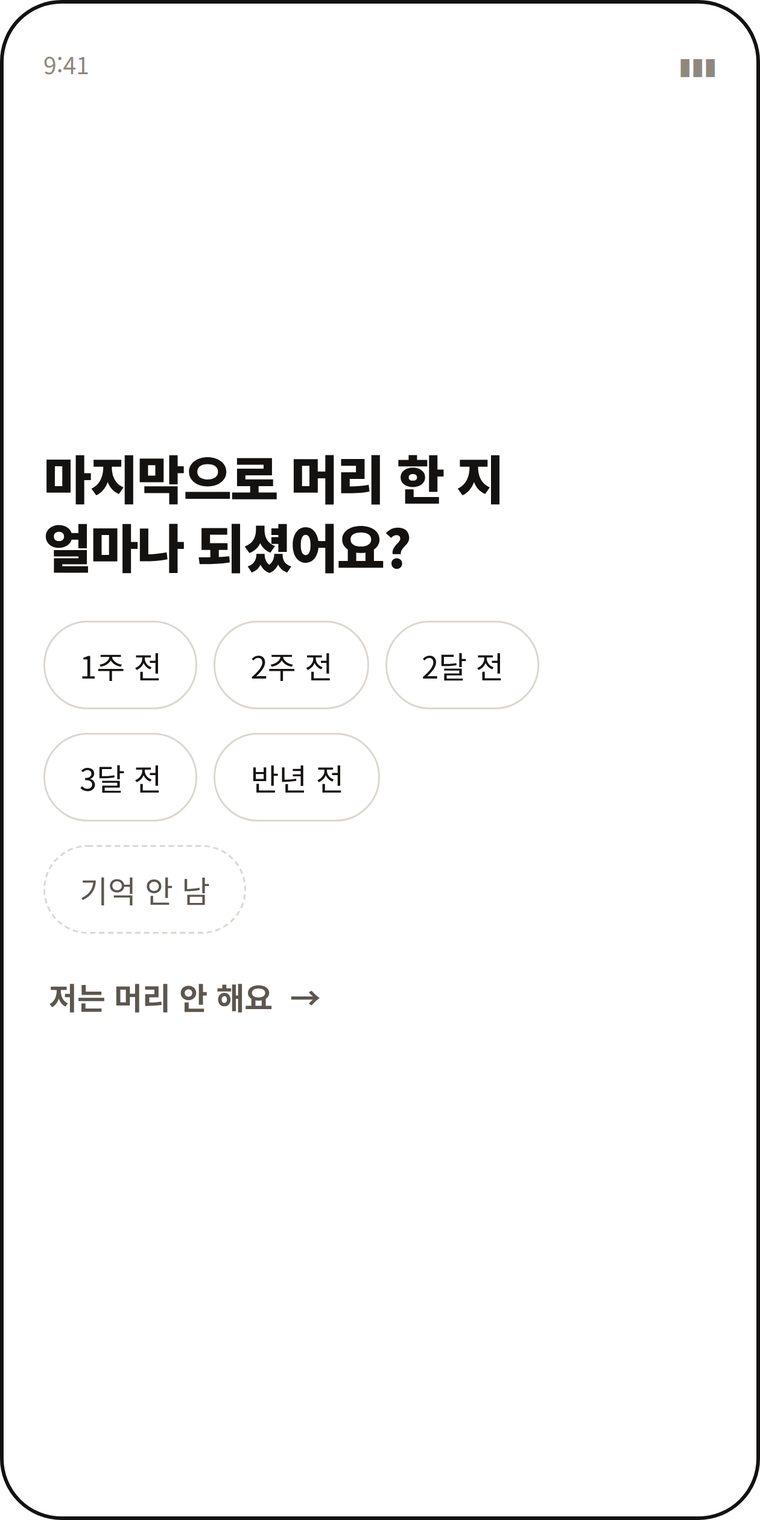 9:41
마지막으로 머리 한 지
얼마나 되셨어요?
1주 전 2주 전 2달 전
3달 전 반년 전
기억 안 남
저는 머리 안 해요 →